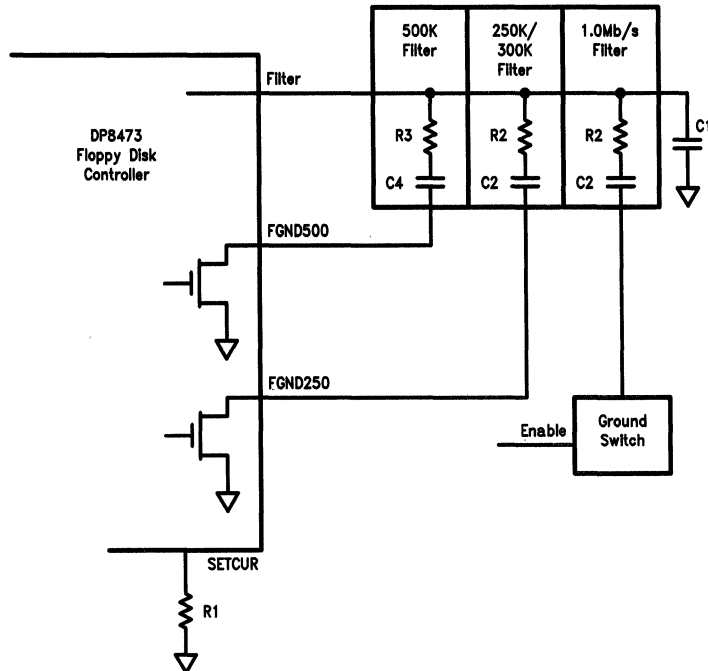 500K
Filter
250K/
300K
Filter
1.0Mb/s
Filter
Filter
DP8473
Floppy Disk
Controller
R3
R2
R2
C1
C4
C2
C2
FGND500
FGND250
Enable
Ground
Switch
SETCUR
R1